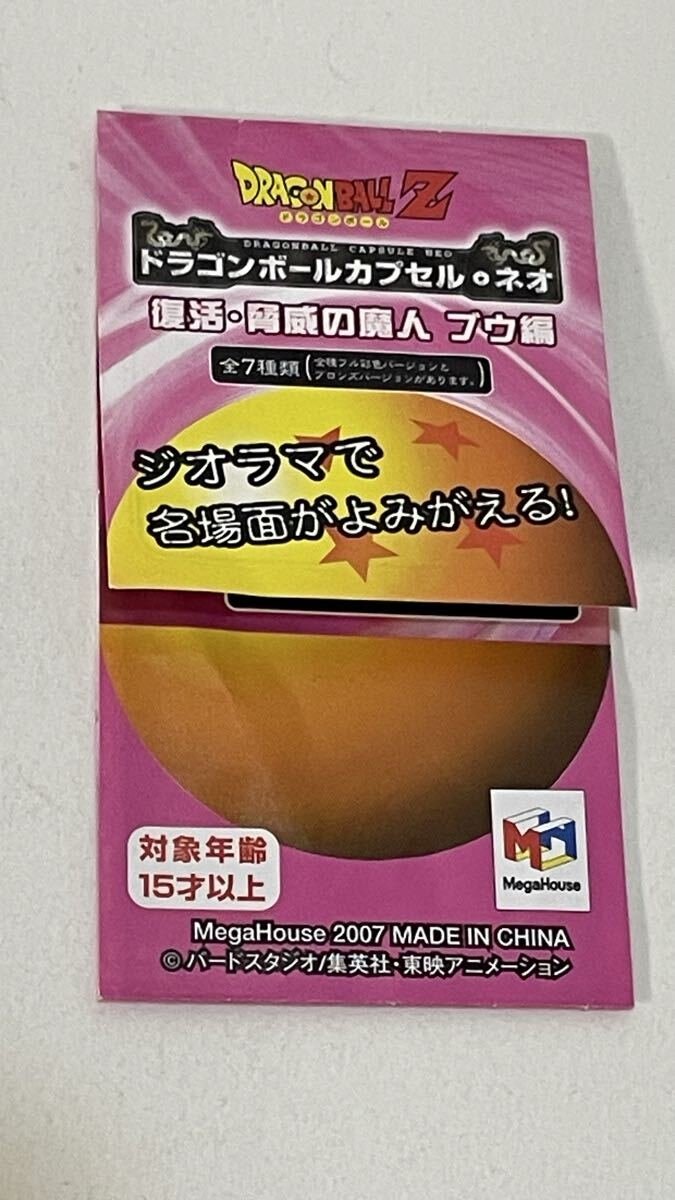 DRAGON BALL Z
ドラゴンボール
DRAGONBALL CAPSULE NEO
ドラゴンボールカプセル・ネオ
復活・脅威の魔人 ブウ編
全7種類(全種フル彩色バージョンと
ブロンズバージョンがあります。)
ジオラマで
名場面がよみがえる!
対象年齢
15才以上
MH
MegaHouse
MegaHouse 2007 MADE IN CHINA
©バードスタジオ/集英社・東映アニメーション